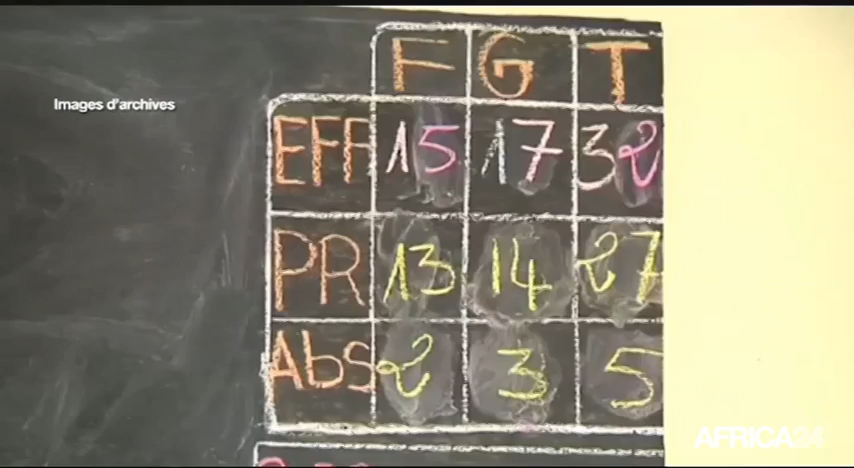 F G T
Images d'archives
EFF 15 17 32
PR 13 14 27
AbS 2 3 5
AFRICA24